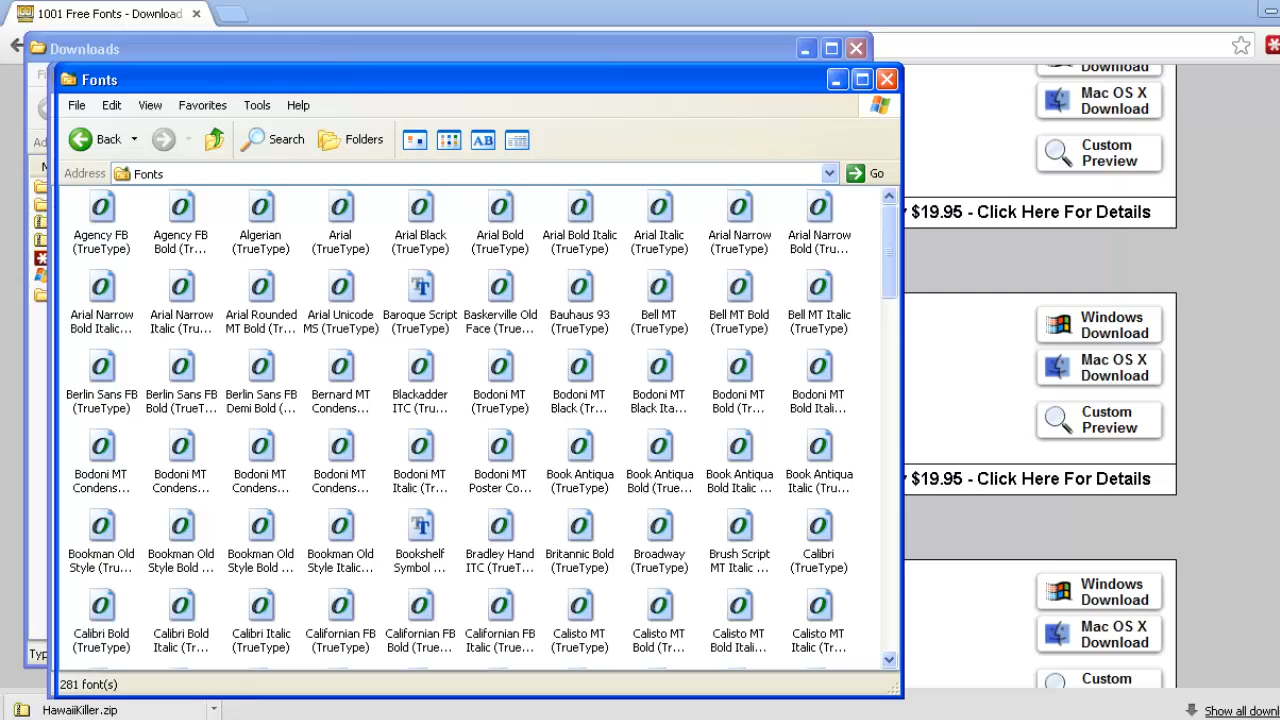 1001 Free Fonts - Download
Downloads
Fonts
File Edit View Favorites Tools Help
Back Search Folders
Address Fonts Go
Agency FB (TrueType)
Agency FB Bold (Tr...
Algerian (TrueType)
Arial (TrueType)
Arial Black (TrueType)
Arial Bold (TrueType)
Arial Bold Italic (TrueType)
Arial Italic (TrueType)
Arial Narrow (TrueType)
Arial Narrow Bold (Tru...
Arial Narrow Bold Italic...
Arial Narrow Italic (Tru...
Arial Rounded MT Bold (Tr...
Arial Unicode MS (TrueType)
Baroque Script (TrueType)
Baskerville Old Face (True...
Bauhaus 93 (TrueType)
Bell MT (TrueType)
Bell MT Bold (TrueType)
Bell MT Italic (TrueType)
Berlin Sans FB (TrueType)
Berlin Sans FB Bold (TrueT...
Berlin Sans FB Demi Bold (...
Bernard MT Condens...
Blackadder ITC (Tru...
Bodoni MT (TrueType)
Bodoni MT Black (Tr...
Bodoni MT Black Ita...
Bodoni MT Bold (Tr...
Bodoni MT Bold Itali...
Bodoni MT Condens...
Bodoni MT Condens...
Bodoni MT Condens...
Bodoni MT Condens...
Bodoni MT Italic (Tr...
Bodoni MT Poster Co...
Book Antiqua (TrueType)
Book Antiqua Bold (True...
Book Antiqua Bold Italic ...
Book Antiqua Italic (Tru...
Bookman Old Style (Tru...
Bookman Old Style Bold ...
Bookman Old Style Bold ...
Bookman Old Style Italic...
Bookshelf Symbol ...
Bradley Hand ITC (TrueT...
Britannic Bold (TrueType)
Broadway (TrueType)
Brush Script MT Italic ...
Calibri (TrueType)
Calibri Bold (TrueType)
Calibri Bold Italic (Tr...
Calibri Italic (TrueType)
Californian FB (TrueType)
Californian FB Bold (True...
Californian FB Italic (True...
Calisto MT (TrueType)
Calisto MT Bold (Tr...
Calisto MT Bold Itali...
Calisto MT Italic (Tr...
281 font(s)
Download
Mac OS X Download
Custom Preview
$19.95 - Click Here For Details
Windows Download
Mac OS X Download
Custom Preview
$19.95 - Click Here For Details
Windows Download
Mac OS X Download
Custom
HawaiiKiller.zip
Show all downl